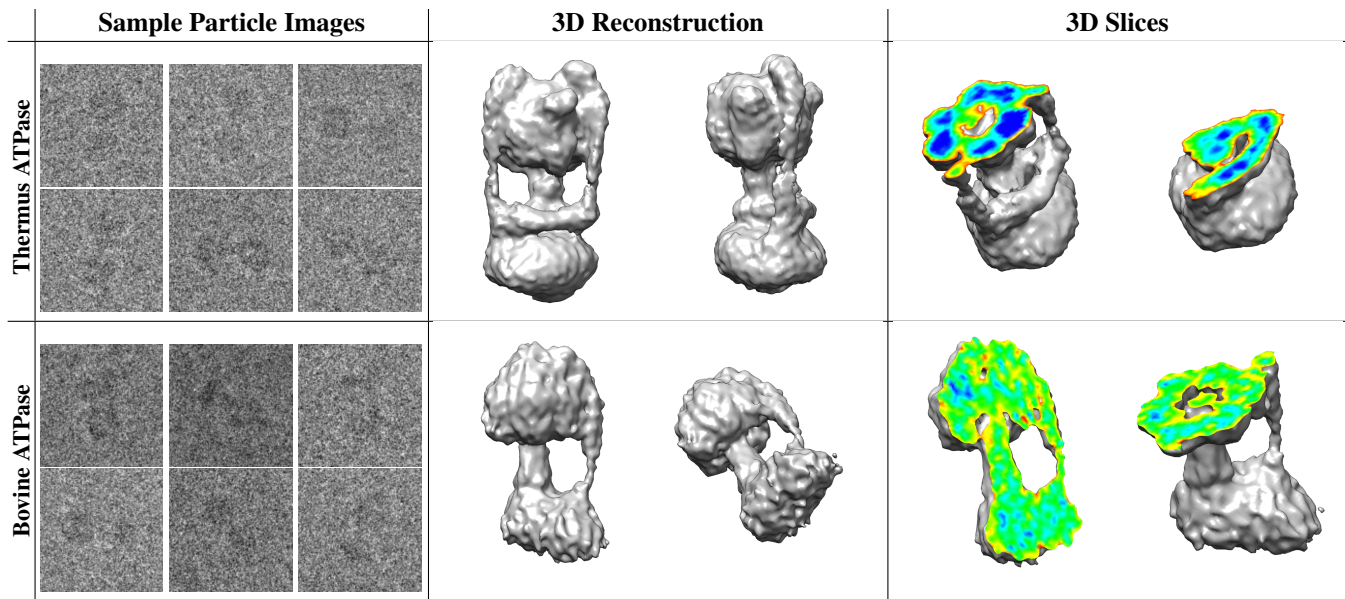 Sample Particle Images
3D Reconstruction
3D Slices
Thermus ATPase
Bovine ATPase